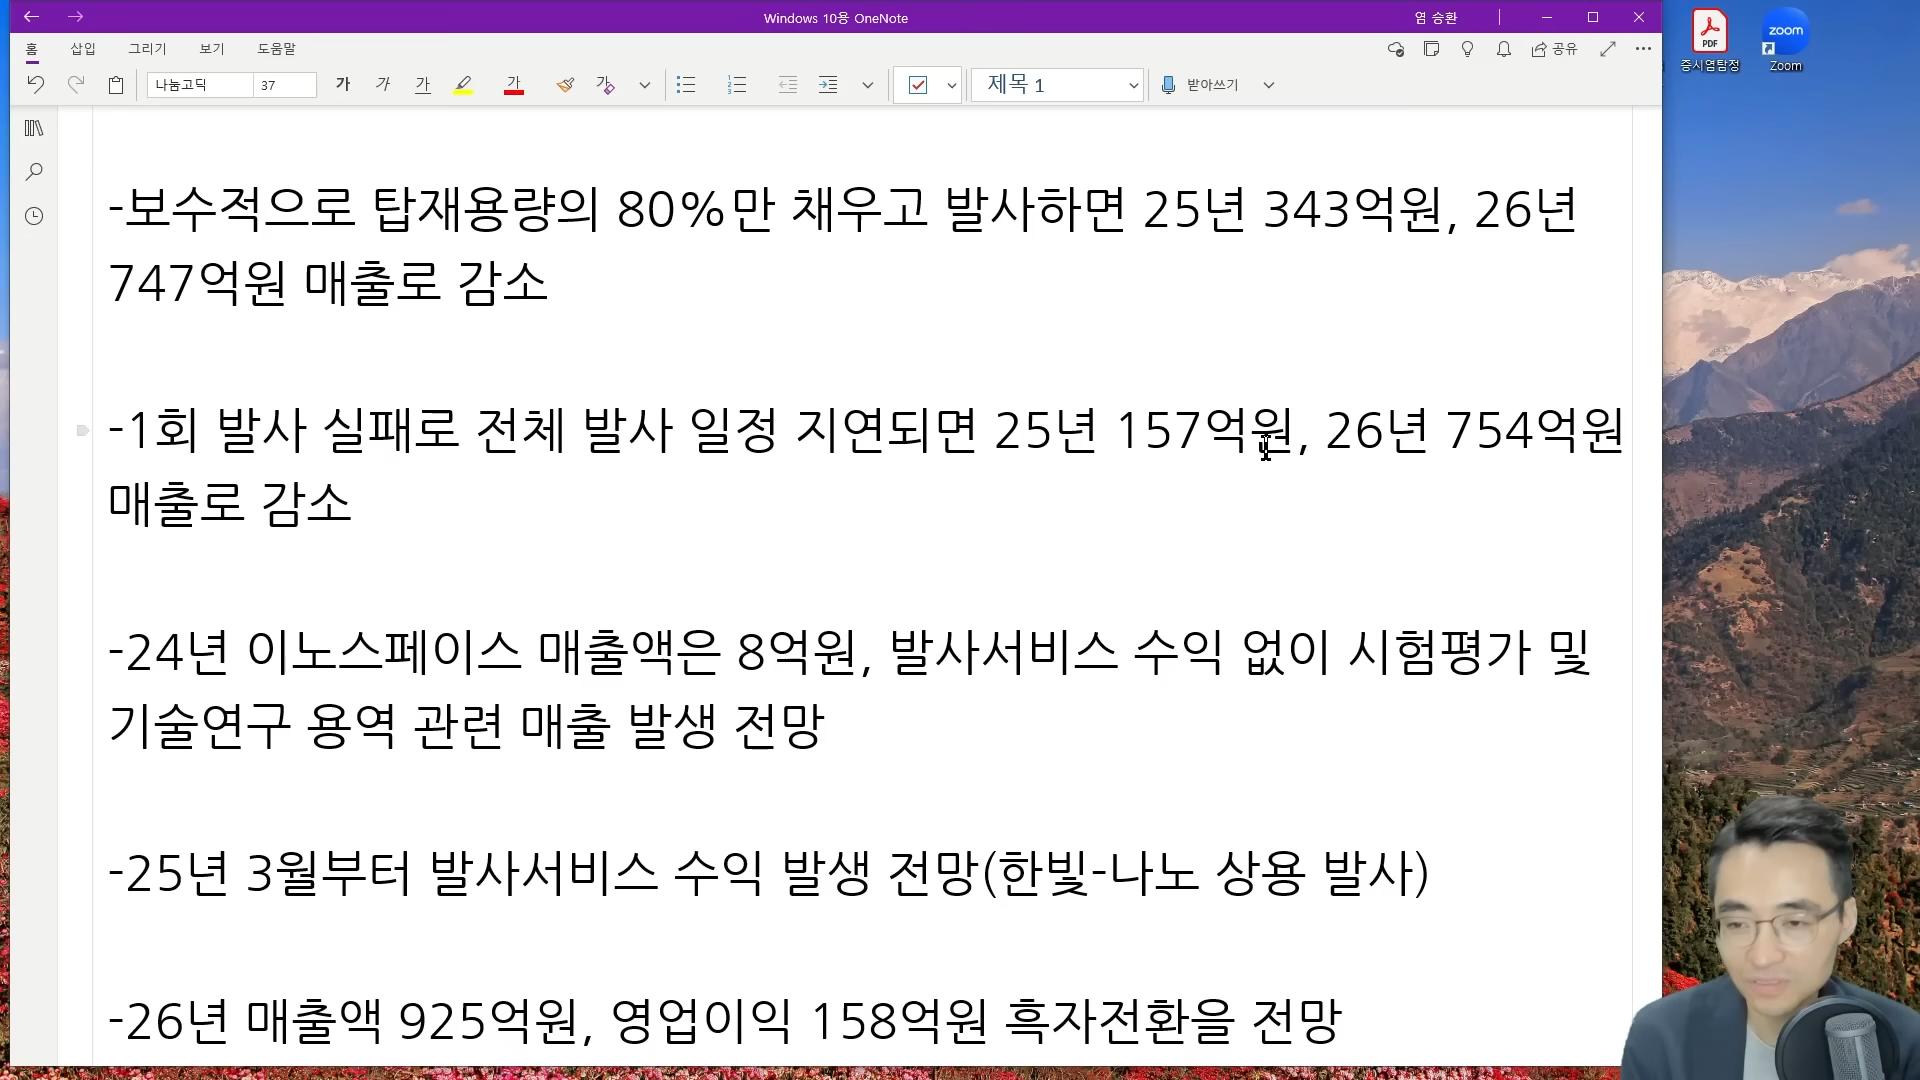 Windows 10용 OneNote
염 승환
홈 삽입 그리기 보기 도움말
공유
나눔고딕 37 가 가 가 가 가 제목 1 받아쓰기
PDF
증시염탐정
zoom
Zoom
-보수적으로 탑재용량의 80%만 채우고 발사하면 25년 343억원, 26년
747억원 매출로 감소
-1회 발사 실패로 전체 발사 일정 지연되면 25년 157억원, 26년 754억원
매출로 감소
-24년 이노스페이스 매출액은 8억원, 발사서비스 수익 없이 시험평가 및
기술연구 용역 관련 매출 발생 전망
-25년 3월부터 발사서비스 수익 발생 전망(한빛-나노 상용 발사)
-26년 매출액 925억원, 영업이익 158억원 흑자전환을 전망